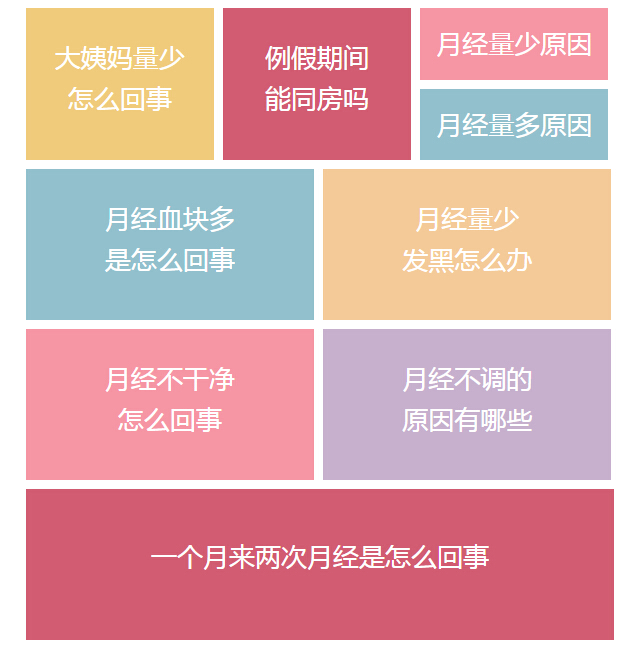 大姨妈量少
怎么回事
例假期间
能同房吗
月经量少原因
月经量多原因
月经血块多
是怎么回事
月经量少
发黑怎么办
月经不干净
怎么回事
月经不调的
原因有哪些
一个月来两次月经是怎么回事